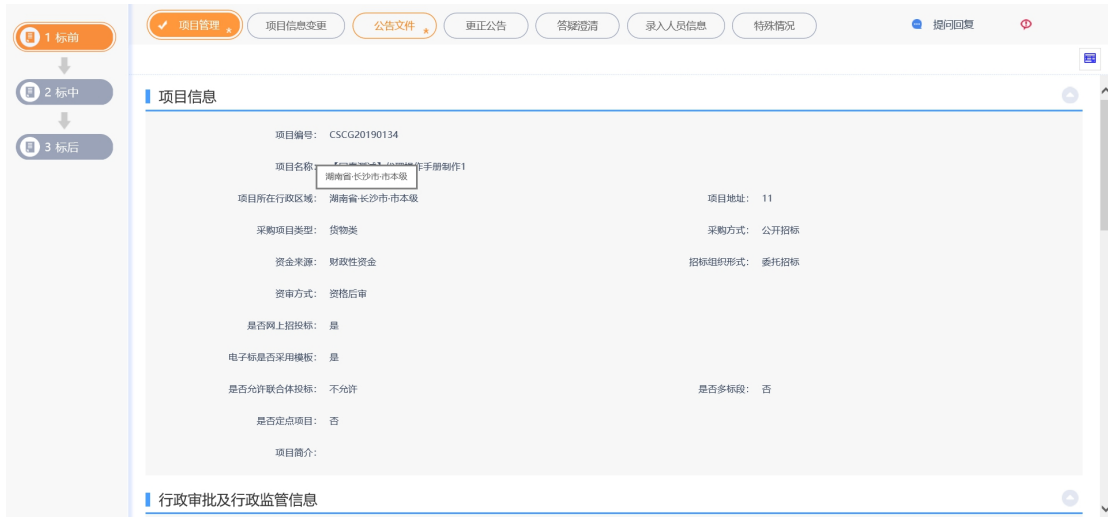 1 标前
2 标中
3 标后
项目管理 *
项目信息变更
公告文件 *
更正公告
答疑澄清
录入人员信息
特殊情况
提问回复
项目信息
项目编号： CSCG20190134
项目名称： 操作手册制作1
湖南省·长沙市·市本级
项目所在行政区域： 湖南省·长沙市·市本级 项目地址： 11
采购项目类型： 货物类 采购方式： 公开招标
资金来源： 财政性资金 招标组织形式： 委托招标
资审方式： 资格后审
是否网上招投标： 是
电子标是否采用模板： 是
是否允许联合体投标： 不允许 是否多标段： 否
是否定点项目： 否
项目简介：
行政审批及行政监管信息